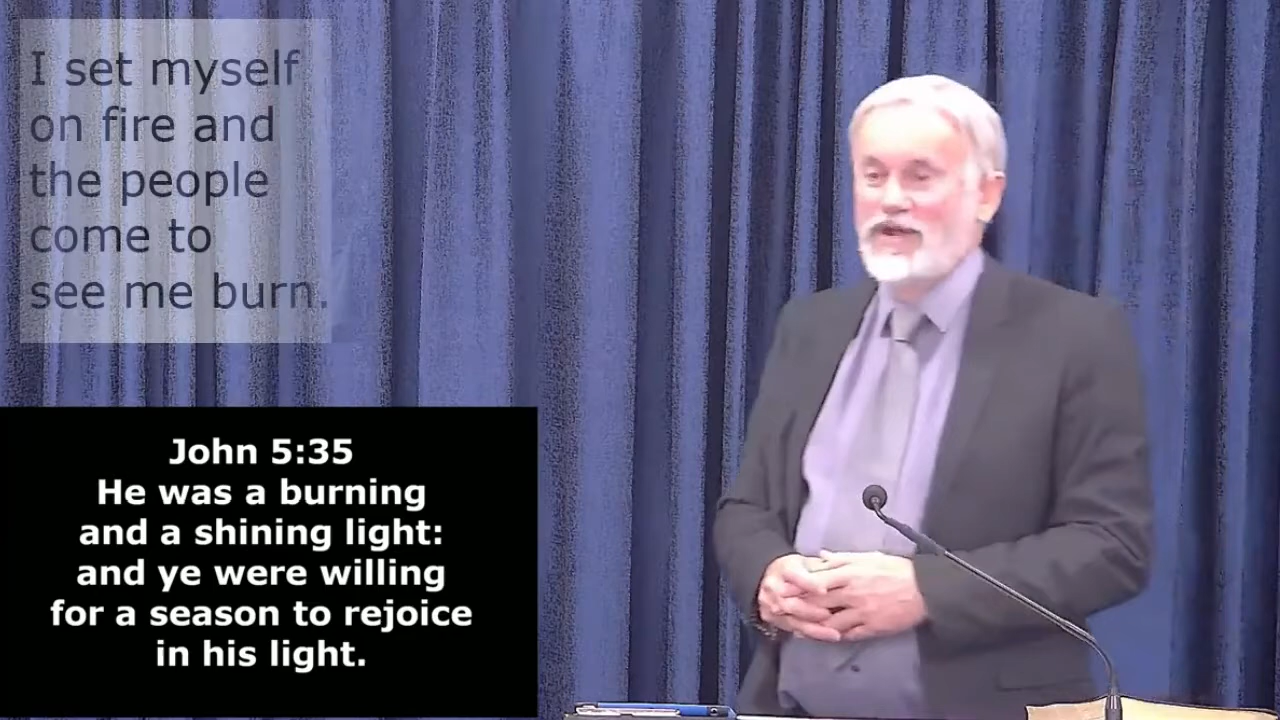 I set myself
on fire and
the people
come to
see me burn.
John 5:35
He was a burning
and a shining light:
and ye were willing
for a season to rejoice
in his light.